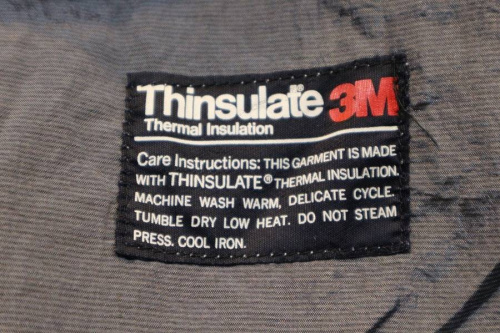 Thinsulate 3M
Thermal Insulation
Care Instructions: THIS GARMENT IS MADE
WITH THINSULATE® THERMAL INSULATION.
MACHINE WASH WARM, DELICATE CYCLE.
TUMBLE DRY LOW HEAT. DO NOT STEAM
PRESS. COOL IRON.